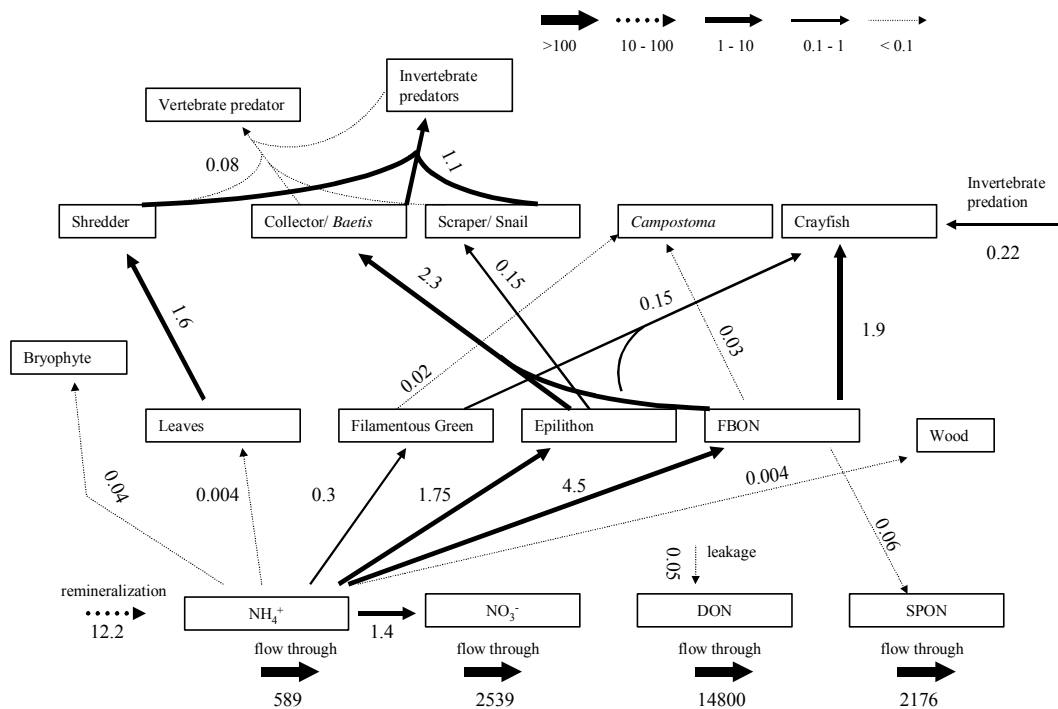 >100
10 - 100
1 - 10
0.1 - 1
< 0.1
Invertebrate
predators
Vertebrate predator
0.08
1.1
Invertebrate
predation
Shredder
Collector/ Baetis
Scraper/ Snail
Campostoma
Crayfish
0.22
2.3
0.15
0.15
1.6
0.03
1.9
Bryophyte
0.02
Leaves
Filamentous Green
Epilithon
FBON
Wood
0.04
0.004
0.3
1.75
4.5
0.004
0.06
0.05
leakage
remineralization
12.2
NH₄⁺
1.4
NO₃⁻
DON
SPON
flow through
flow through
flow through
flow through
589
2539
14800
2176